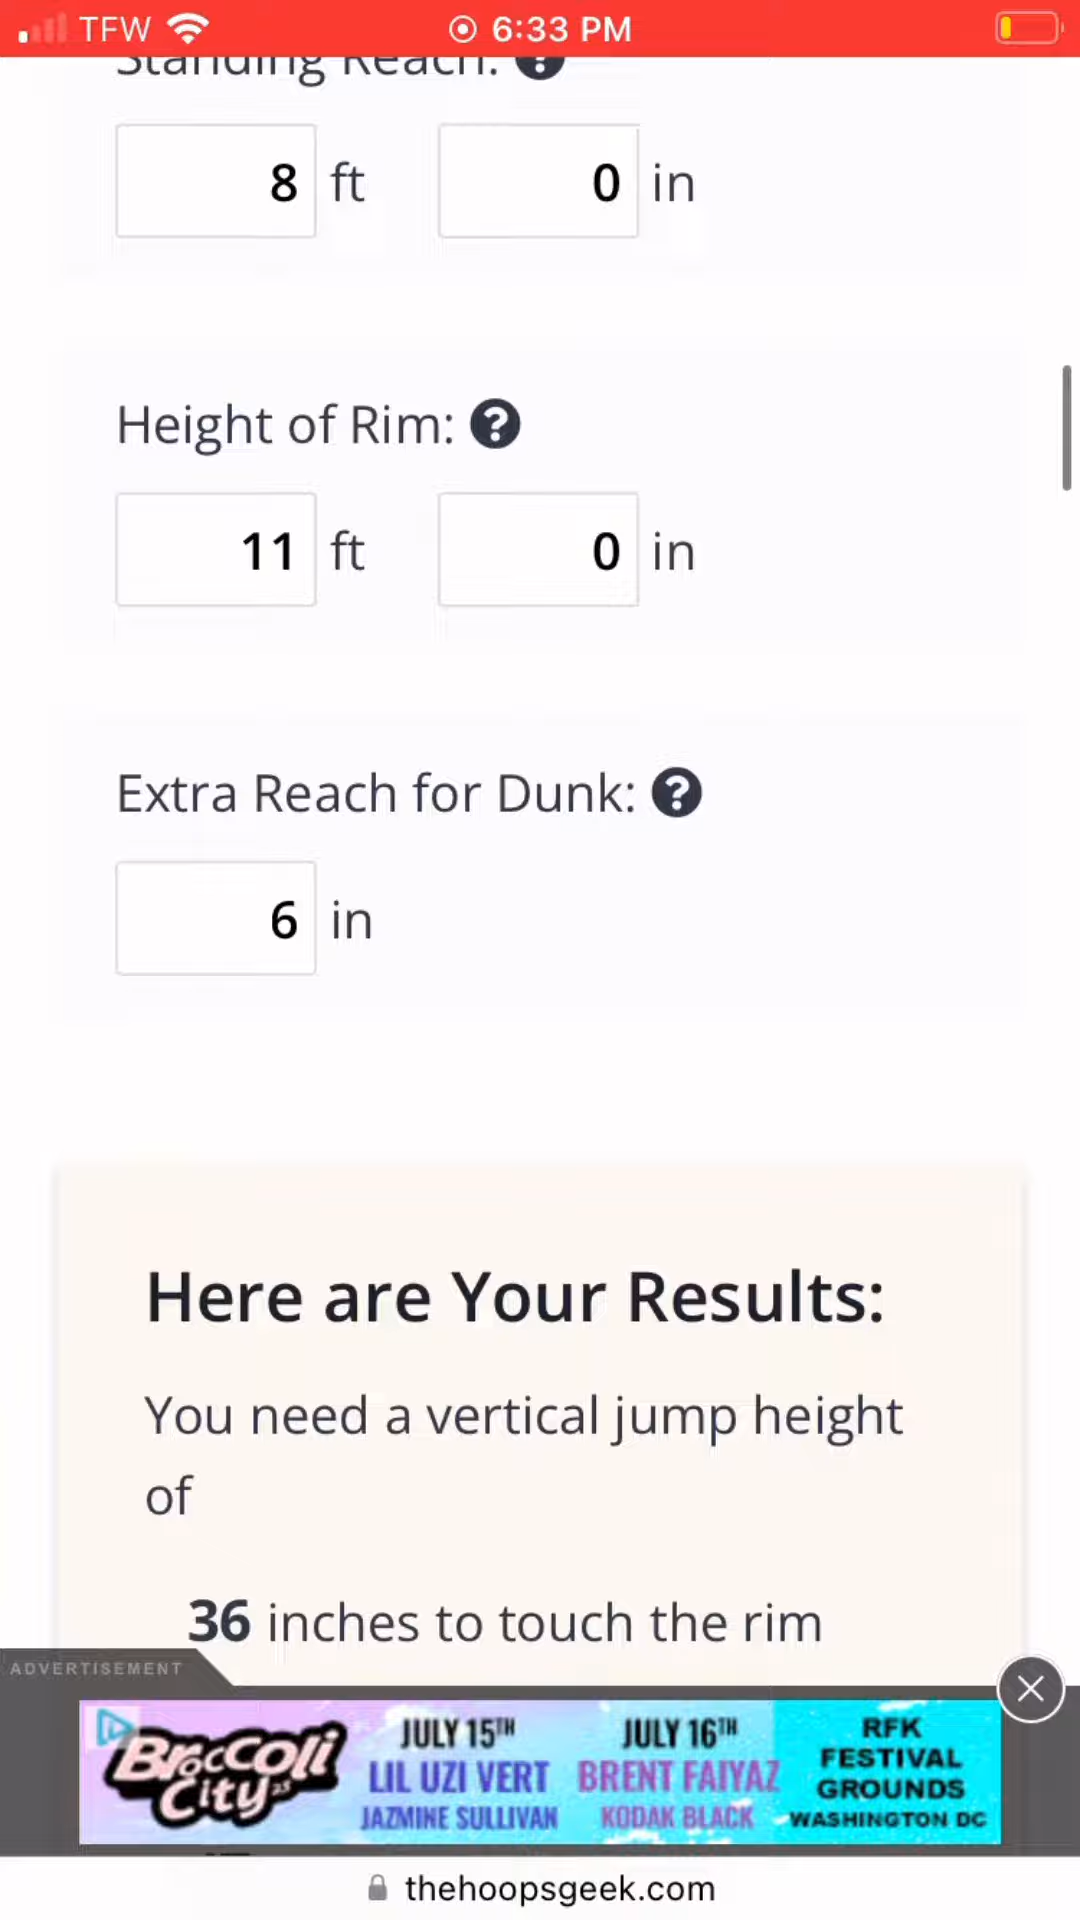 TFW 6:33 PM
Standing Reach: ?
8 ft 0 in
Height of Rim: ?
11 ft 0 in
Extra Reach for Dunk: ?
6 in
Here are Your Results:
You need a vertical jump height
of
36 inches to touch the rim
ADVERTISEMENT
BROCCOLI
CITY
JULY 15TH
LIL UZI VERT
JAZMINE SULLIVAN
JULY 16TH
BRENT FAIYAZ
KODAK BLACK
RFK
FESTIVAL
GROUNDS
WASHINGTON DC
thehoopsgeek.com